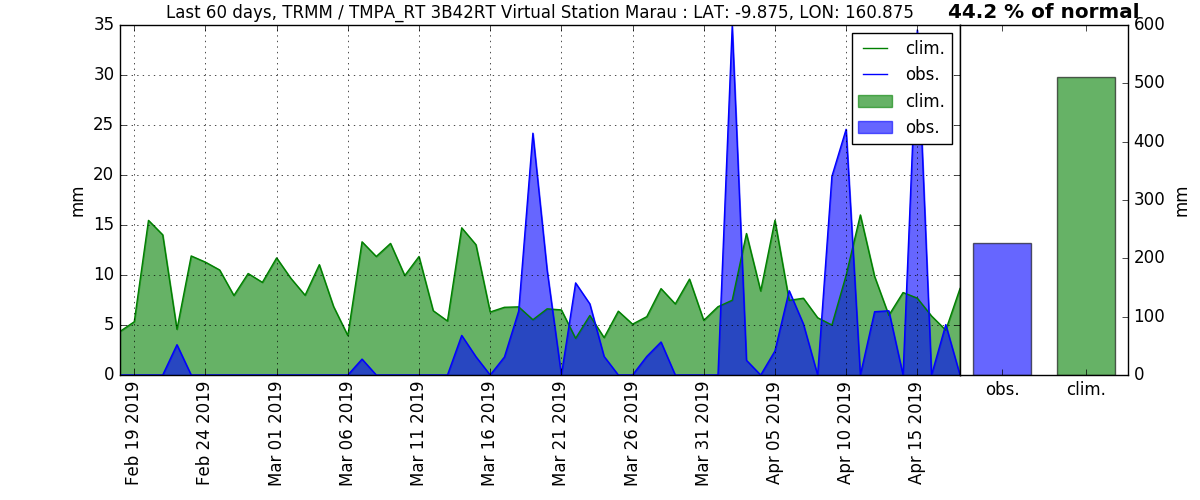 Last 60 days, TRMM / TMPA_RT 3B42RT Virtual Station Marau : LAT: -9.875, LON: 160.875
44.2 % of normal
35
30
25
20
15
10
5
0
mm
clim.
obs.
clim.
obs.
600
500
400
300
200
100
0
mm
obs.
clim.
Feb 19 2019
Feb 24 2019
Mar 01 2019
Mar 06 2019
Mar 11 2019
Mar 16 2019
Mar 21 2019
Mar 26 2019
Mar 31 2019
Apr 05 2019
Apr 10 2019
Apr 15 2019